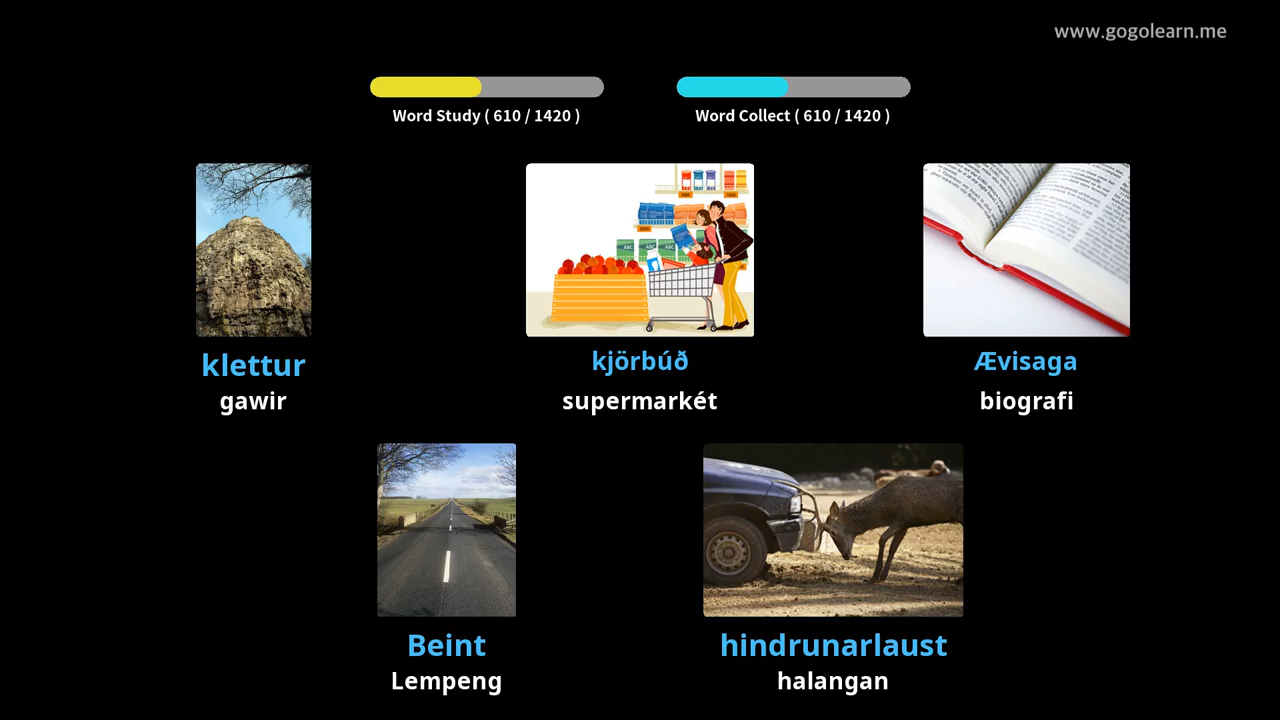 www.gogolearn.me
Word Study ( 610 / 1420 )
Word Collect ( 610 / 1420 )
klettur
gawir
kjörbúð
supermarkét
Ævisaga
biografi
Beint
Lempeng
hindrunarlaust
halangan